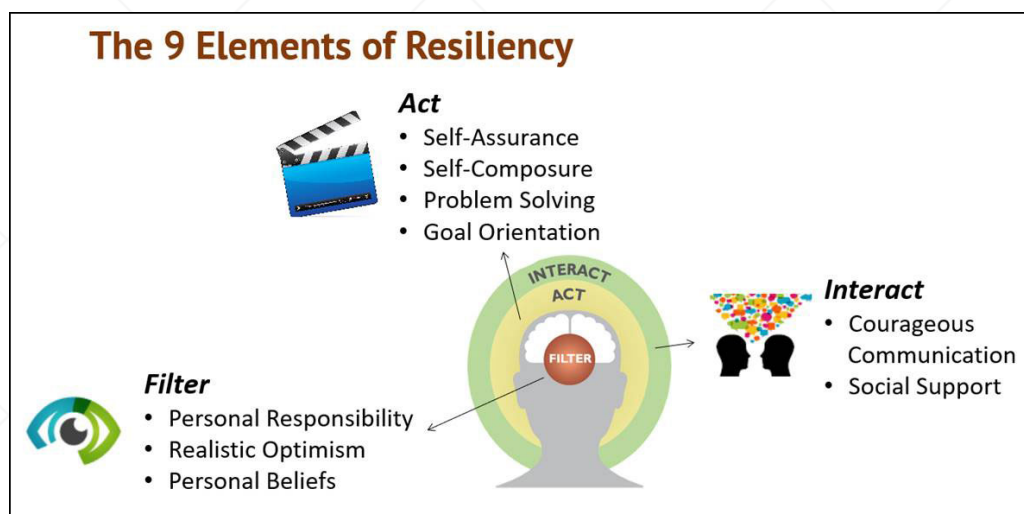 The 9 Elements of Resiliency
Act
• Self-Assurance
• Self-Composure
• Problem Solving
• Goal Orientation
INTERACT
ACT
FILTER
Interact
• Courageous
Communication
• Social Support
Filter
• Personal Responsibility
• Realistic Optimism
• Personal Beliefs